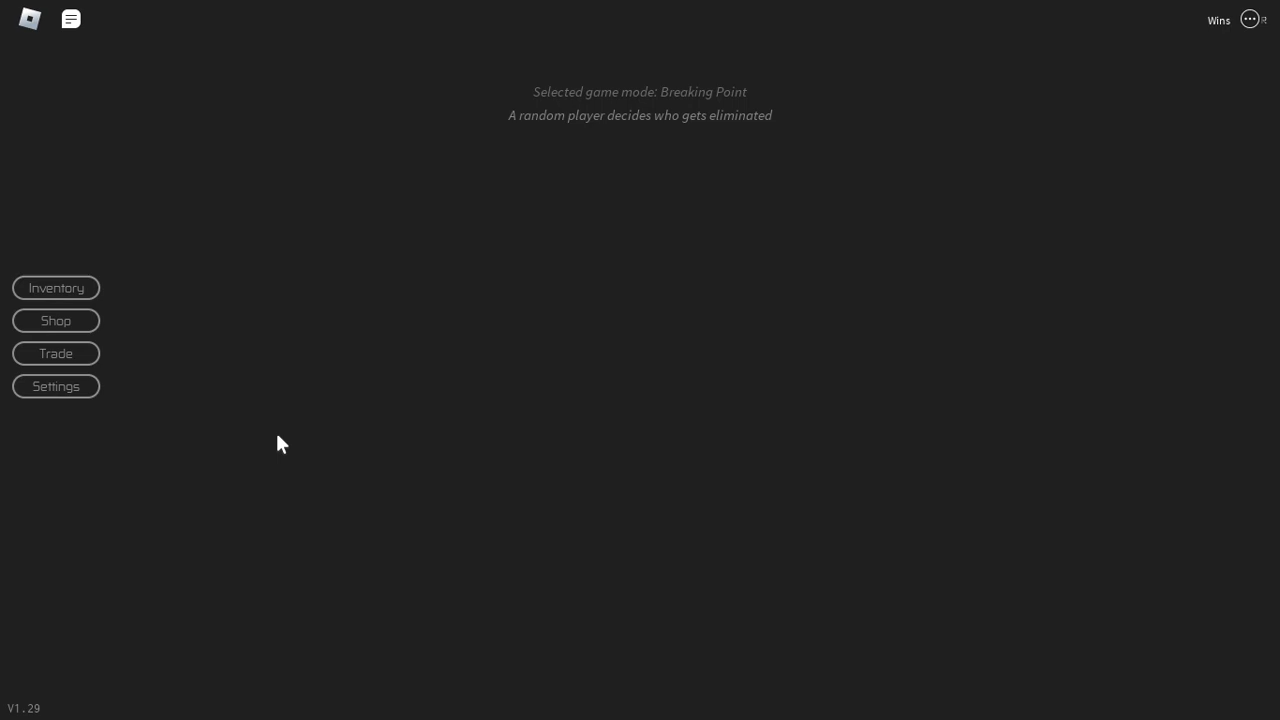 Wins
Selected game mode: Breaking Point
A random player decides who gets eliminated
Inventory
Shop
Trade
Settings
V1.29